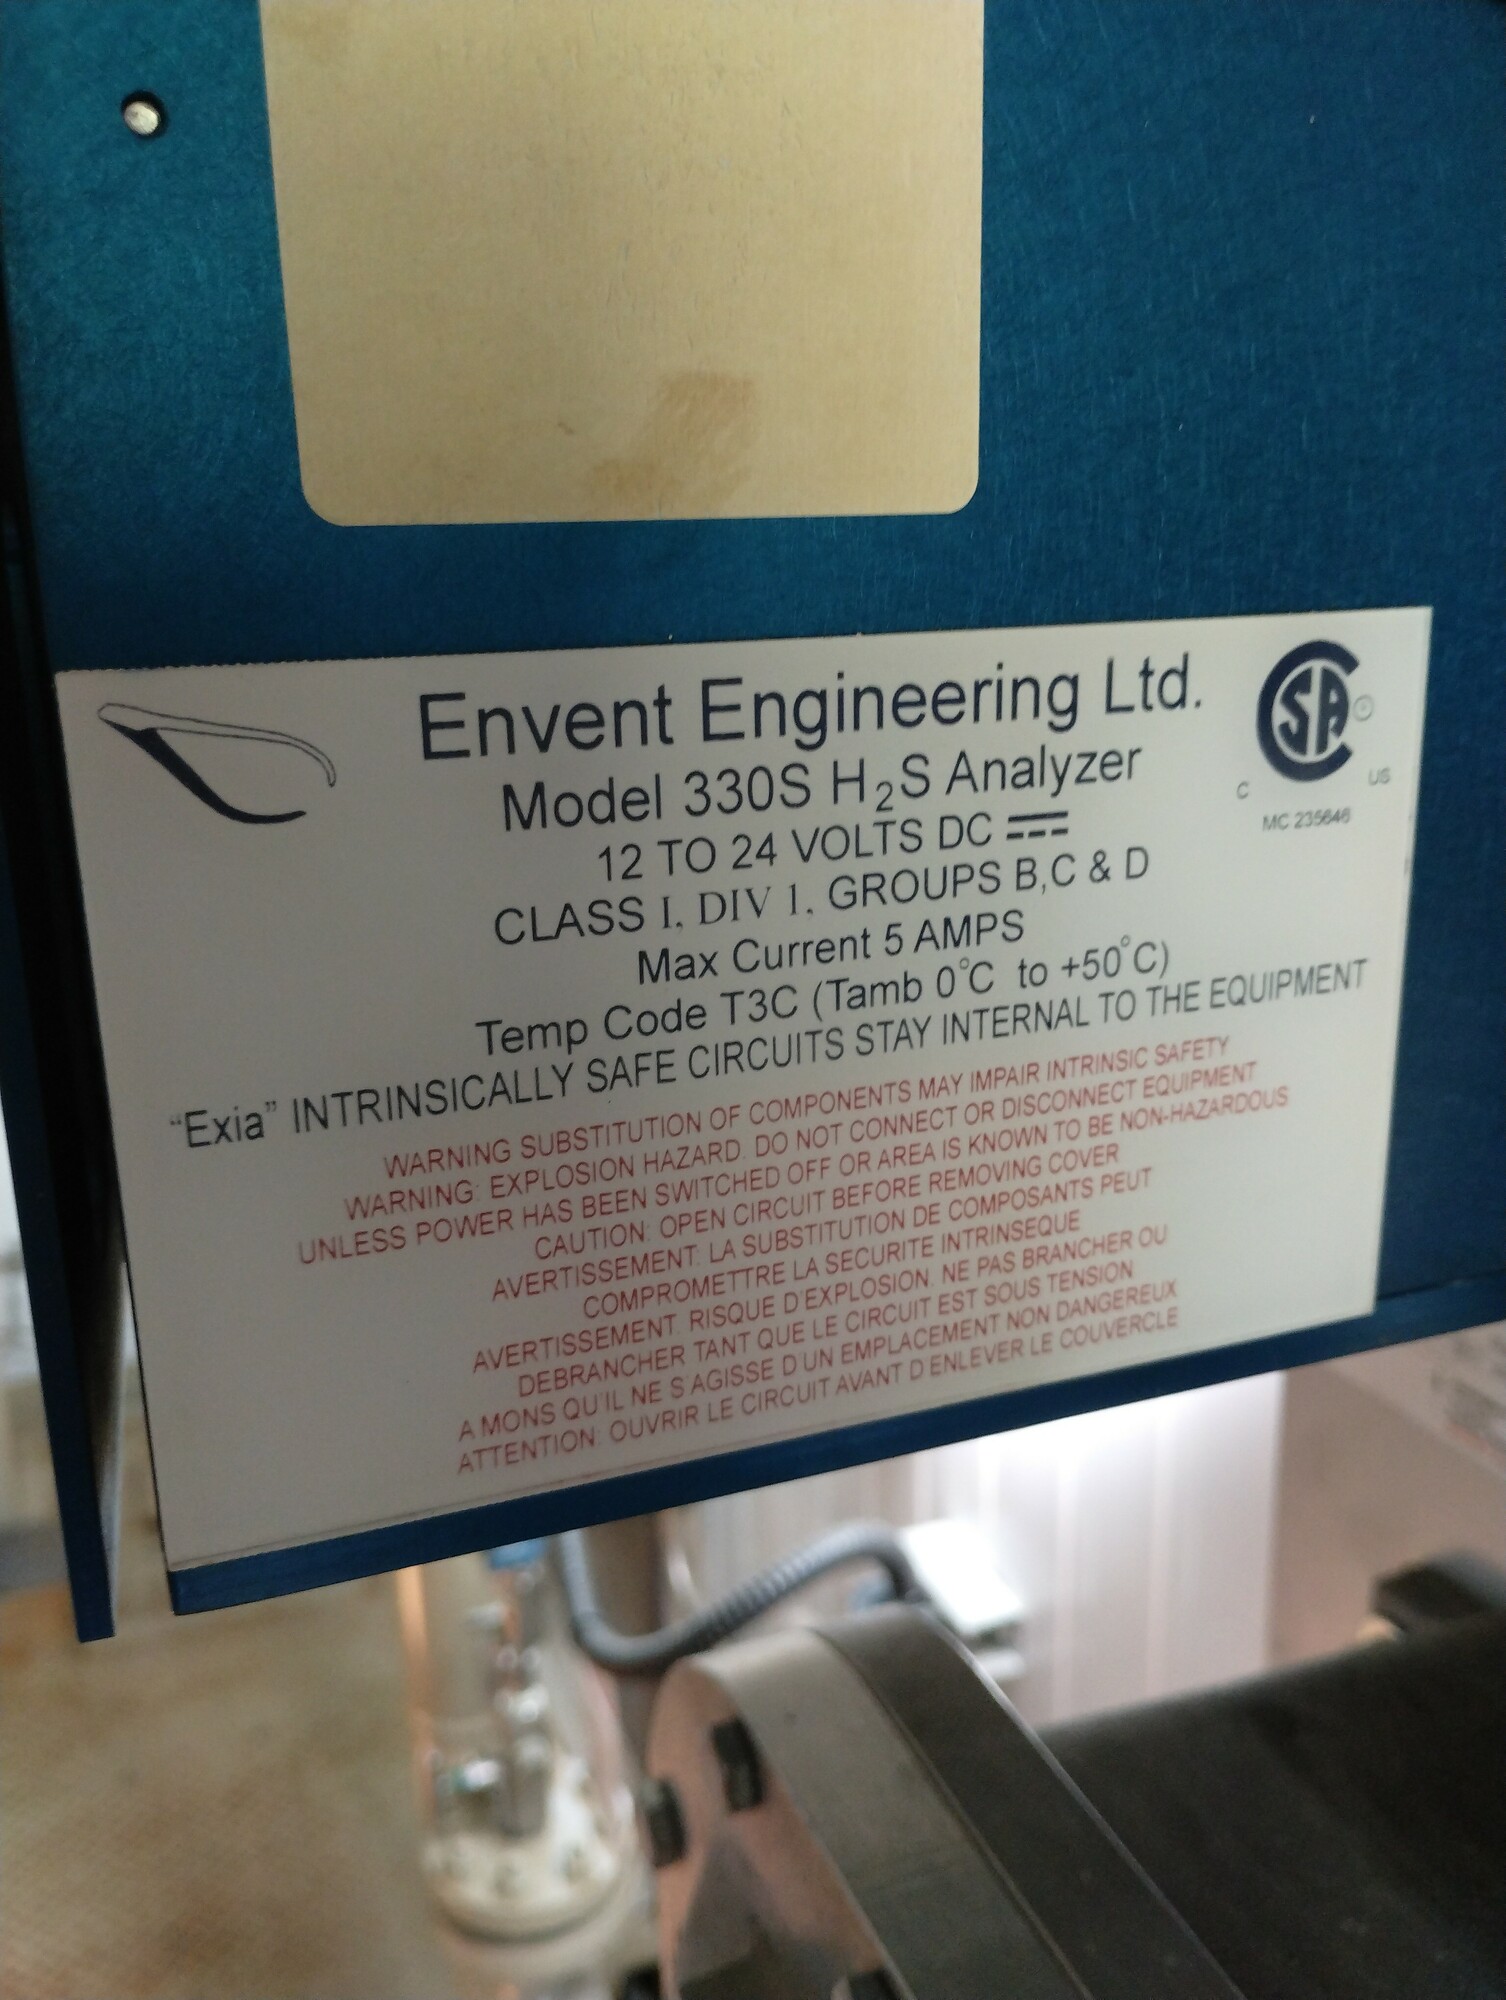 Envent Engineering Ltd.
Model 330S H₂S Analyzer
12 TO 24 VOLTS DC
CLASS I, DIV 1, GROUPS B,C & D
Max Current 5 AMPS
Temp Code T3C (Tamb 0°C to +50°C)
“Exia” INTRINSICALLY SAFE CIRCUITS STAY INTERNAL TO THE EQUIPMENT
WARNING SUBSTITUTION OF COMPONENTS MAY IMPAIR INTRINSIC SAFETY
WARNING: EXPLOSION HAZARD. DO NOT CONNECT OR DISCONNECT EQUIPMENT
UNLESS POWER HAS BEEN SWITCHED OFF OR AREA IS KNOWN TO BE NON-HAZARDOUS
CAUTION: OPEN CIRCUIT BEFORE REMOVING COVER
AVERTISSEMENT: LA SUBSTITUTION DE COMPOSANTS PEUT
COMPROMETTRE LA SECURITE INTRINSEQUE
AVERTISSEMENT. RISQUE D'EXPLOSION. NE PAS BRANCHER OU
DEBRANCHER TANT QUE LE CIRCUIT EST SOUS TENSION
A MONS QU'IL NE S'AGISSE D'UN EMPLACEMENT NON DANGEREUX
ATTENTION: OUVRIR LE CIRCUIT AVANT D'ENLEVER LE COUVERCLE
CSA ®
C US
MC 235646